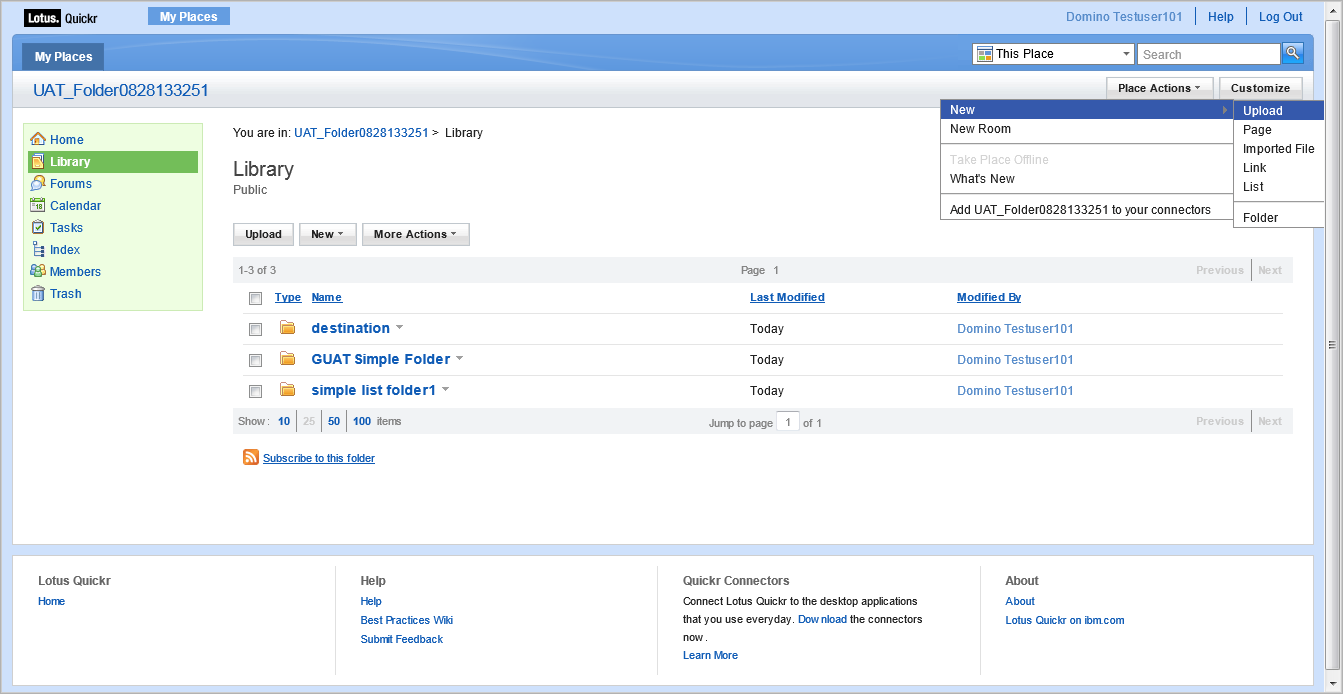 Lotus. Quickr My Places Domino Testuser101 Help Log Out
My Places This Place Search
UAT_Folder0828133251 Place Actions Customize
New Upload
New Room Page
Imported File
Take Place Offline Link
What's New List
Add UAT_Folder0828133251 to your connectors Folder
Home
Library
Forums
Calendar
Tasks
Index
Members
Trash
You are in: UAT_Folder0828133251 > Library
Library
Public
Upload New More Actions
1-3 of 3 Page 1 Previous Next
Type Name Last Modified Modified By
destination Today Domino Testuser101
GUAT Simple Folder Today Domino Testuser101
simple list folder1 Today Domino Testuser101
Show: 10 25 50 100 items Jump to page 1 of 1 Previous Next
Subscribe to this folder
Lotus Quickr
Home
Help
Help
Best Practices Wiki
Submit Feedback
Quickr Connectors
Connect Lotus Quickr to the desktop applications
that you use everyday. Download the connectors
now.
Learn More
About
About
Lotus Quickr on ibm.com